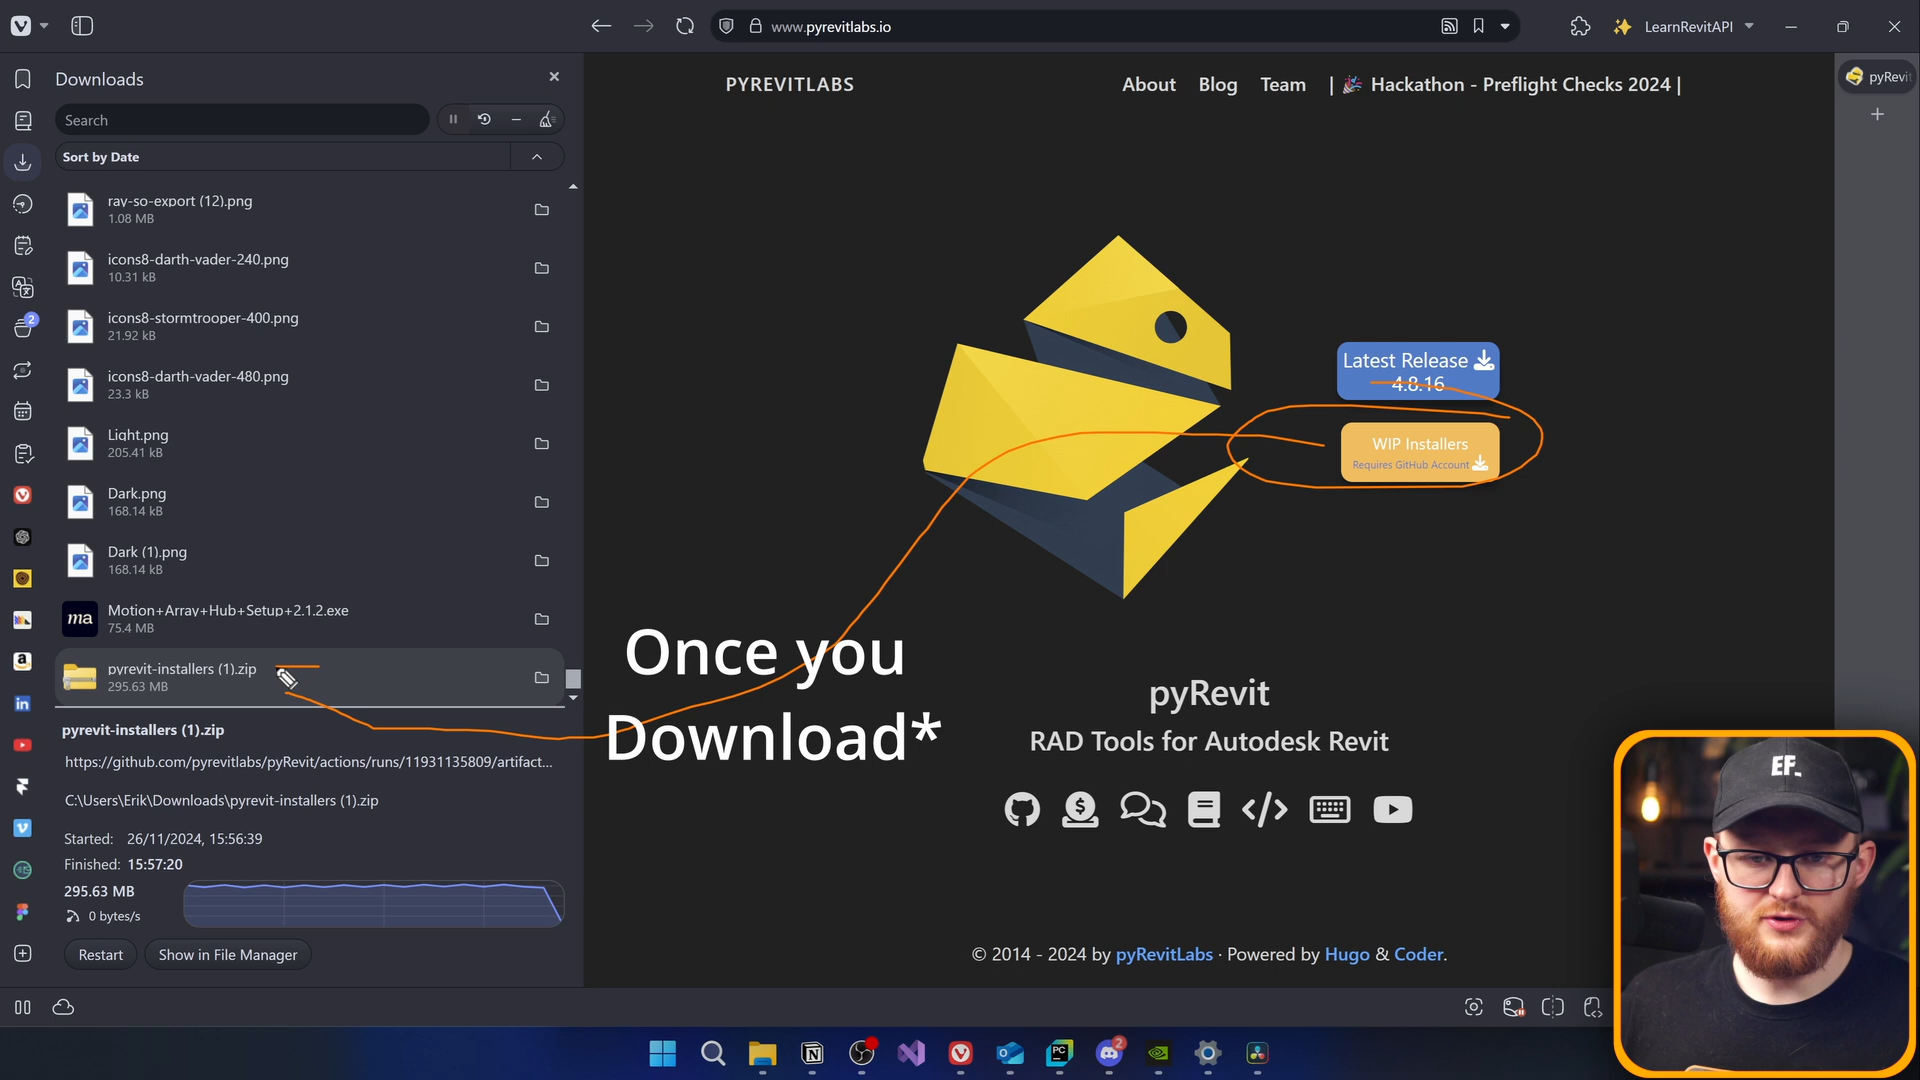 www.pyrevitlabs.io
LearnRevitAPI
Downloads
Search
Sort by Date
ray-so-export (12).png
1.08 MB
icons8-darth-vader-240.png
10.31 kB
icons8-stormtrooper-400.png
21.92 kB
icons8-darth-vader-480.png
23.3 kB
Light.png
205.41 kB
Dark.png
168.14 kB
Dark (1).png
168.14 kB
ma
Motion+Array+Hub+Setup+2.1.2.exe
75.4 MB
pyrevit-installers (1).zip
295.63 MB
pyrevit-installers (1).zip
https://github.com/pyrevitlabs/pyRevit/actions/runs/11931135809/artifact...
C:\Users\Erik\Downloads\pyrevit-installers (1).zip
Started: 26/11/2024, 15:56:39
Finished: 15:57:20
295.63 MB
0 bytes/s
Restart Show in File Manager
2
PYREVITLABS
About Blog Team | 🎉 Hackathon - Preflight Checks 2024 |
pyRevi
Latest Release
4.8.16
WIP Installers
Requires GitHub Account
Once you
Download*
pyRevit
RAD Tools for Autodesk Revit
© 2014 - 2024 by pyRevitLabs · Powered by Hugo & Coder.
EF.
PC
2